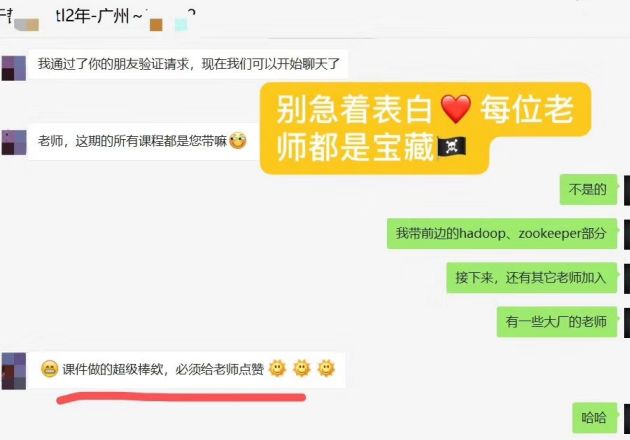 tl2年-广州～
我通过了你的朋友验证请求，现在我们可以开始聊天了
别急着表白❤️每位老
师都是宝藏🏴‍☠️
老师，这期的所有课程都是您带嘛
不是的
我带前边的hadoop、zookeeper部分
接下来，还有其它老师加入
有一些大厂的老师
😁课件做的超级棒欸，必须给老师点赞🌞🌞🌞
哈哈